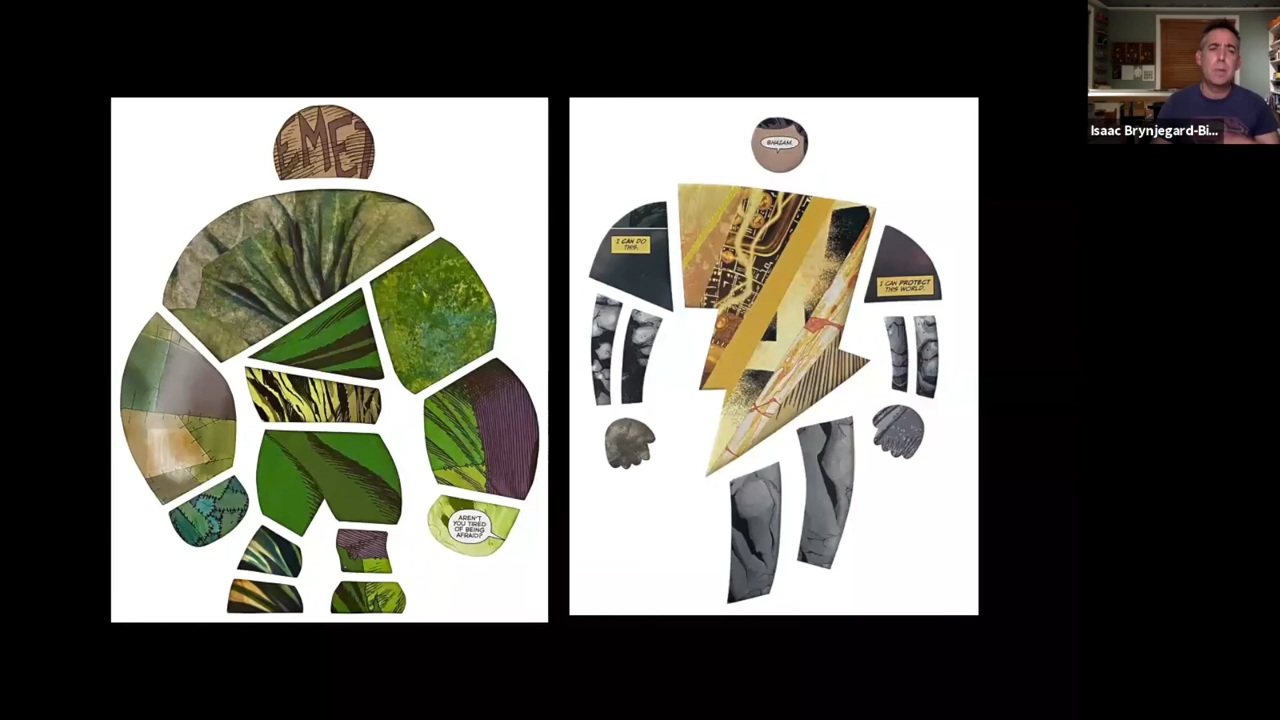 EMET
AREN'T
YOU TIRED
OF BEING
AFRAID?
SHAZAM.
I CAN DO
THIS.
I CAN PROTECT
THIS WORLD.
Isaac Brynjegard-Bi...